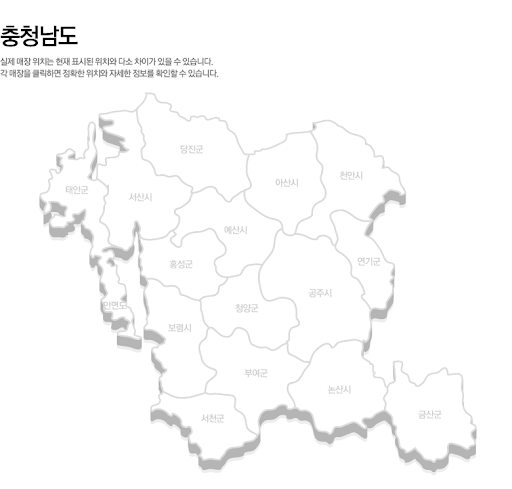 충청남도
실제 매장 위치는 현재 표시된 위치와 다소 차이가 있을 수 있습니다.
각 매장을 클릭하면 정확한 위치와 자세한 정보를 확인할 수 있습니다.
당진군
천안시
아산시
태안군
서산시
예산시
연기군
홍성군
공주시
안면도
청양군
보령시
부여군
논산시
금산군
서천군